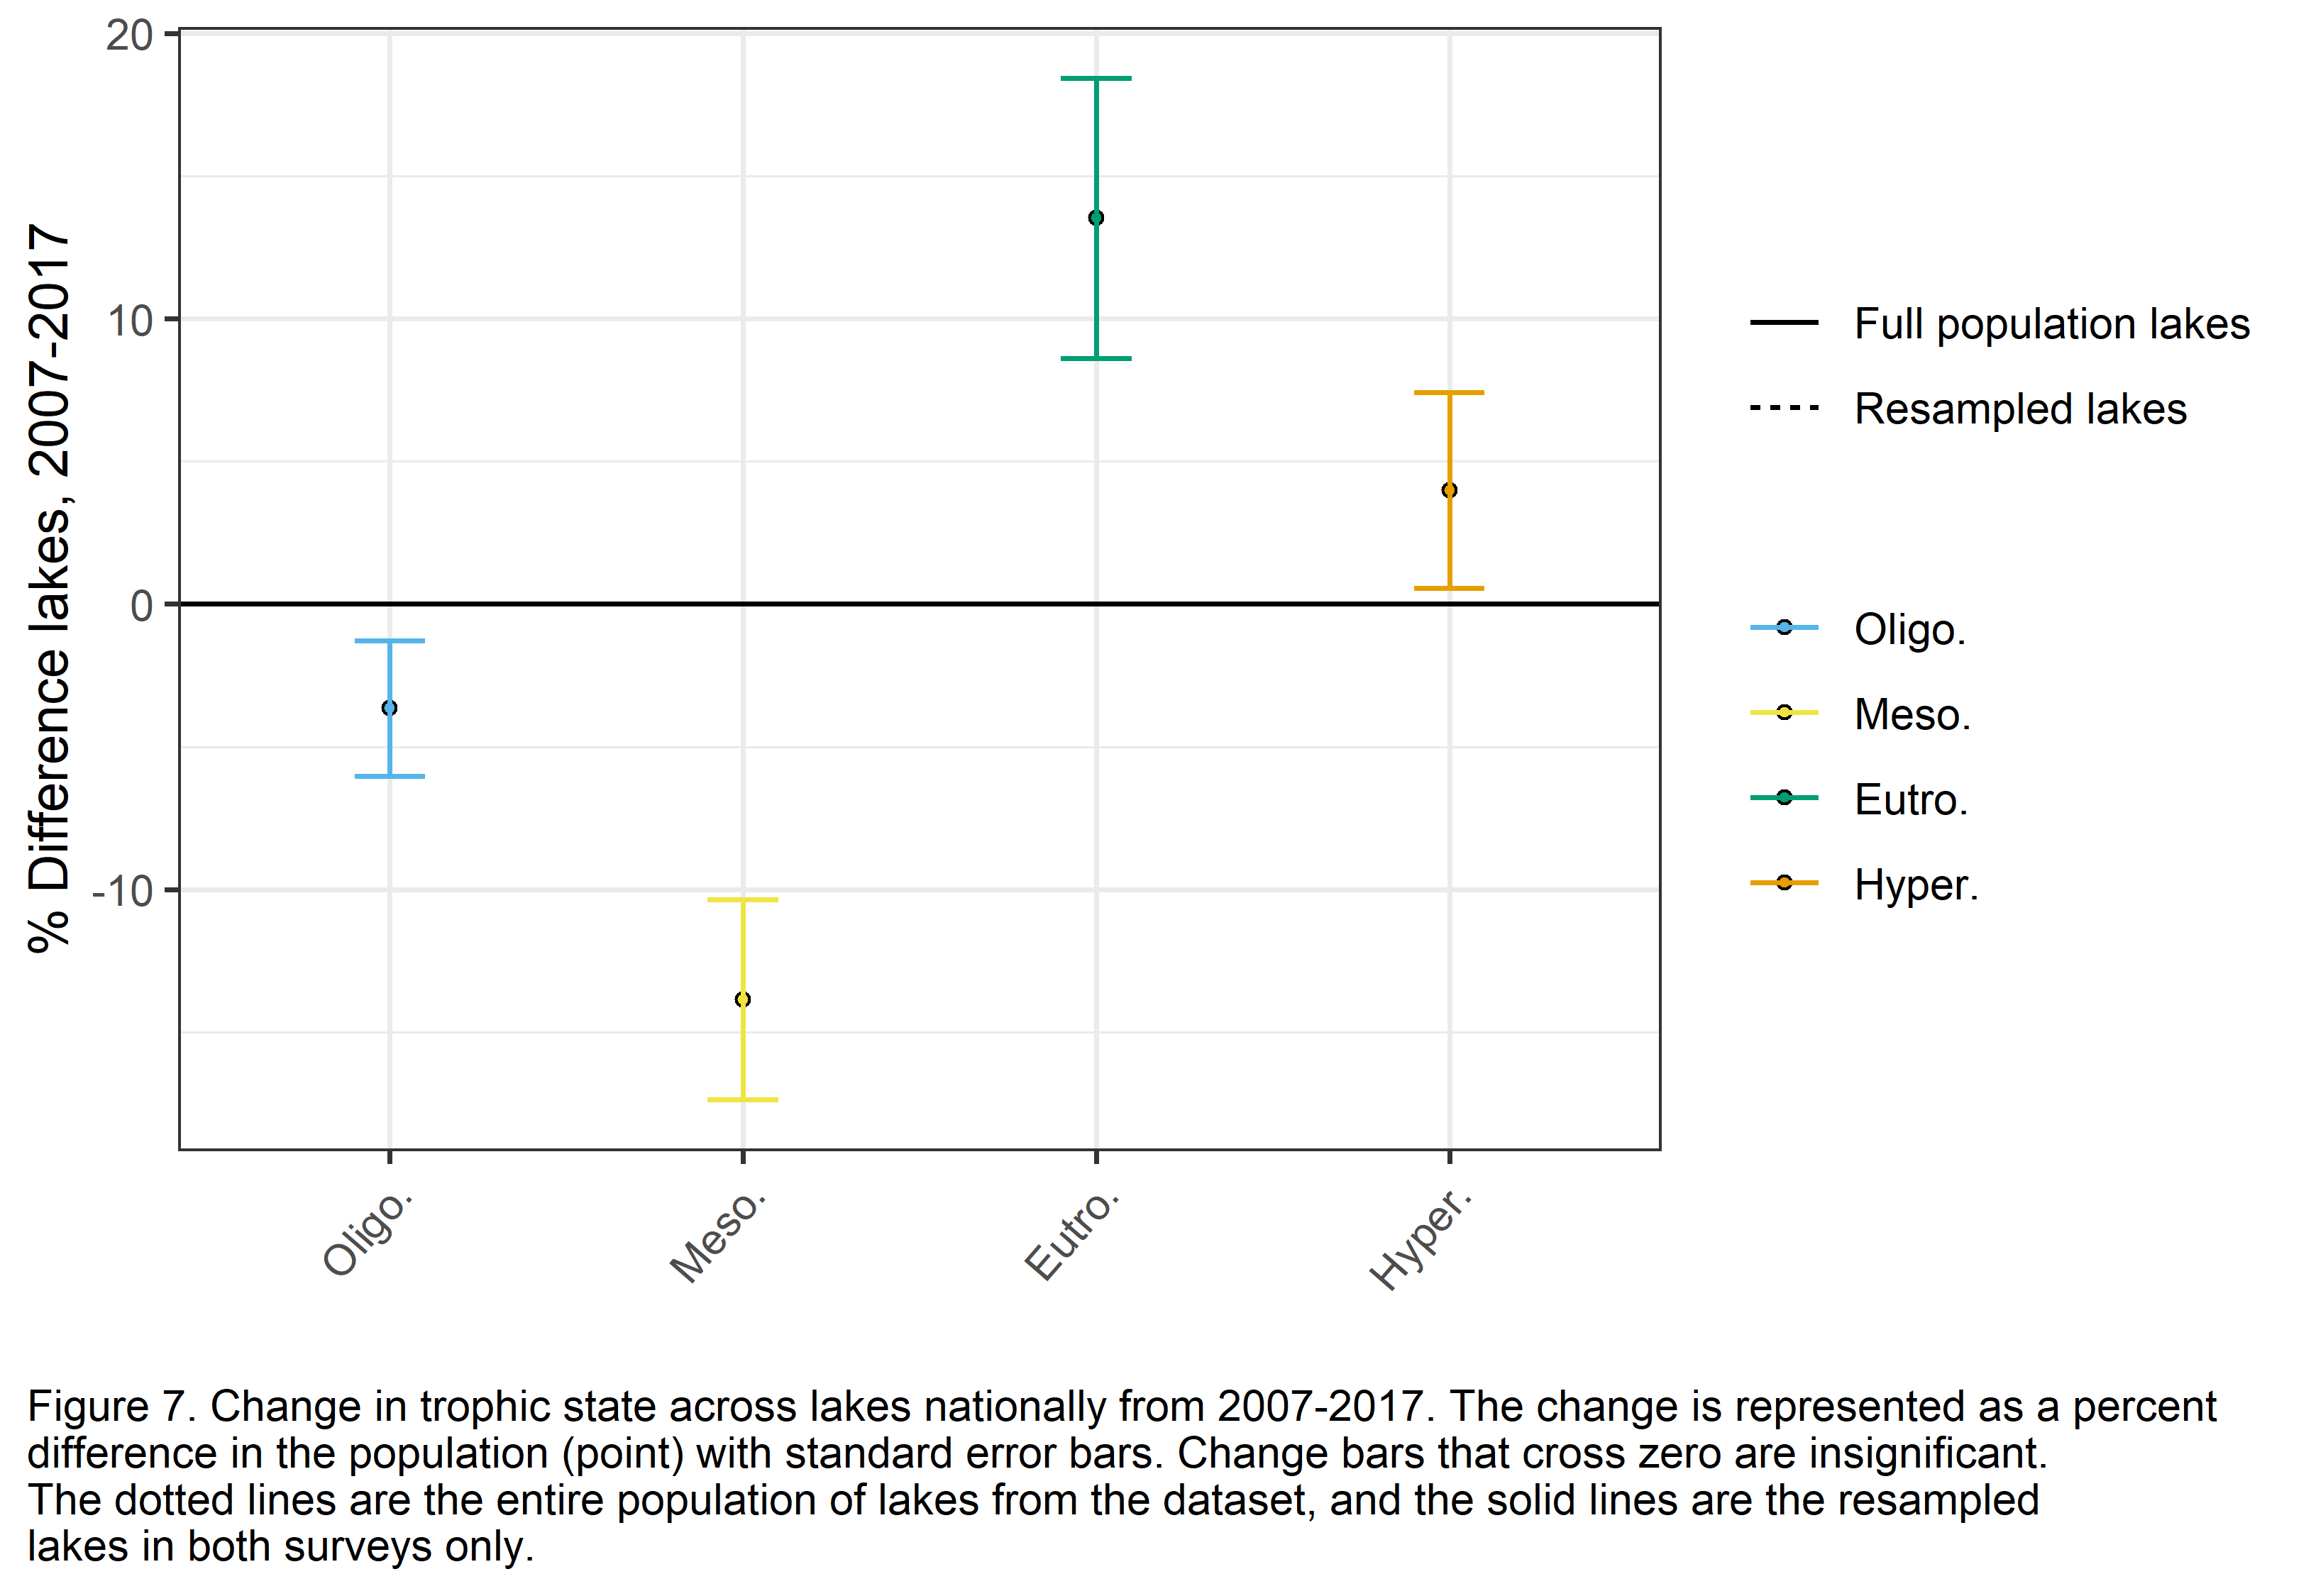 % Difference lakes, 2007-2017
20
10
0
-10
Oligo.
Meso.
Eutro.
Hyper.
Full population lakes
Resampled lakes
Oligo.
Meso.
Eutro.
Hyper.
Figure 7. Change in trophic state across lakes nationally from 2007-2017. The change is represented as a percent
difference in the population (point) with standard error bars. Change bars that cross zero are insignificant.
The dotted lines are the entire population of lakes from the dataset, and the solid lines are the resampled
lakes in both surveys only.